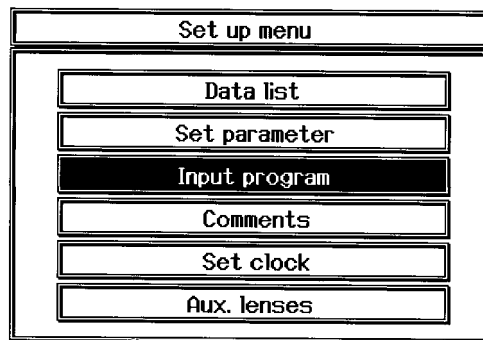 Set up menu
Data list
Set parameter
Input program
Comments
Set clock
Aux. lenses